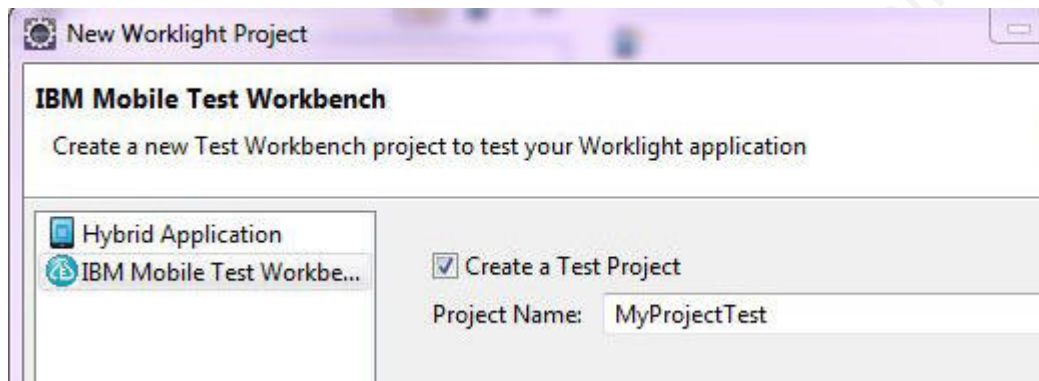 New Worklight Project
IBM Mobile Test Workbench
Create a new Test Workbench project to test your Worklight application
Hybrid Application
IBM Mobile Test Workbe...
Create a Test Project
Project Name: MyProjectTest